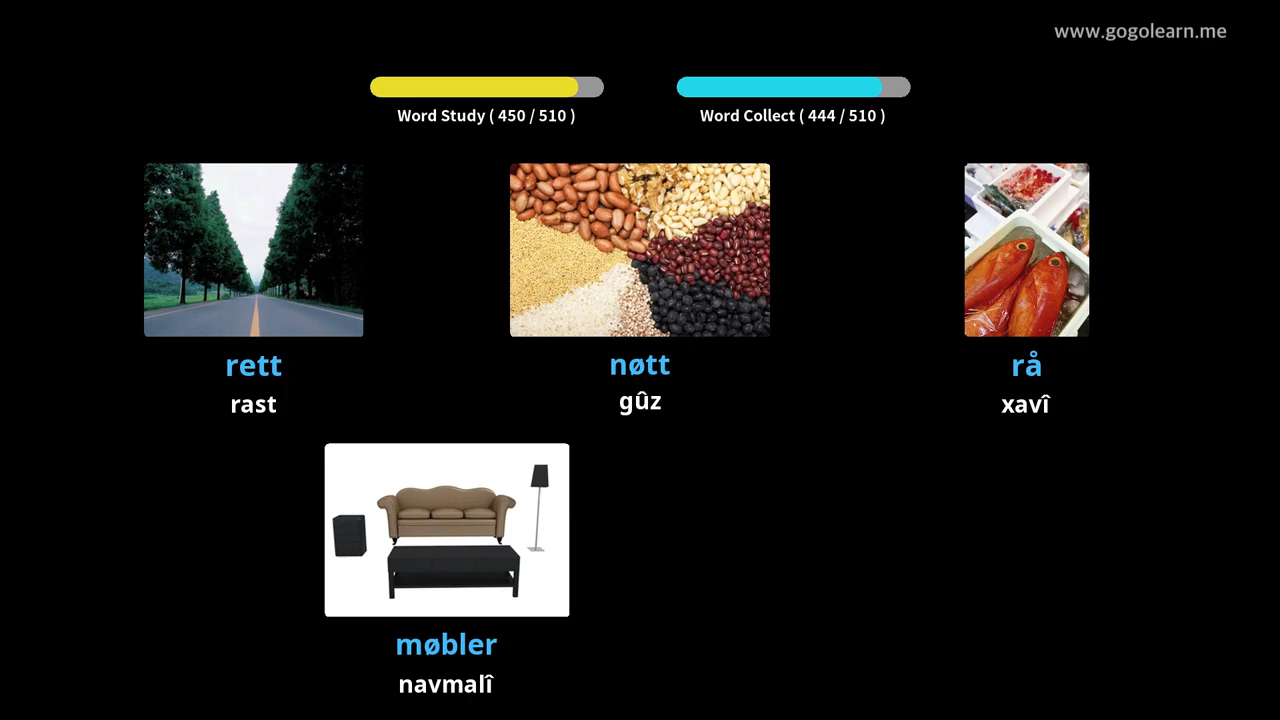 www.gogolearn.me
Word Study ( 450 / 510 )
Word Collect ( 444 / 510 )
rett
rast
nøtt
gûz
rå
xavî
møbler
navmalî